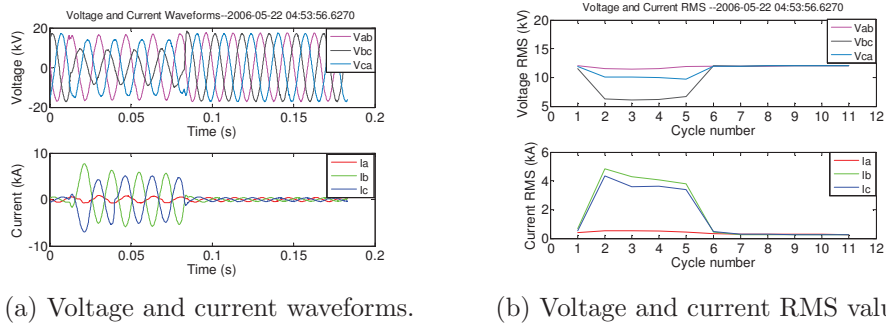 Voltage and Current Waveforms--2006-05-22 04:53:56.6270
20
0
-20
Voltage (kV)
0
0.05
0.1
0.15
0.2
Time (s)
Vab
Vbc
Vca
10
0
-10
Current (kA)
0
0.05
0.1
0.15
0.2
Time (s)
Ia
Ib
Ic
(a) Voltage and current waveforms.
Voltage and Current RMS --2006-05-22 04:53:56.6270
20
15
10
5
Voltage RMS (kV)
0 1 2 3 4 5 6 7 8 9 10 11 12
Cycle number
Vab
Vbc
Vca
6
4
2
0
Current RMS (kA)
0 1 2 3 4 5 6 7 8 9 10 11 12
Cycle number
Ia
Ib
Ic
(b) Voltage and current RMS valu